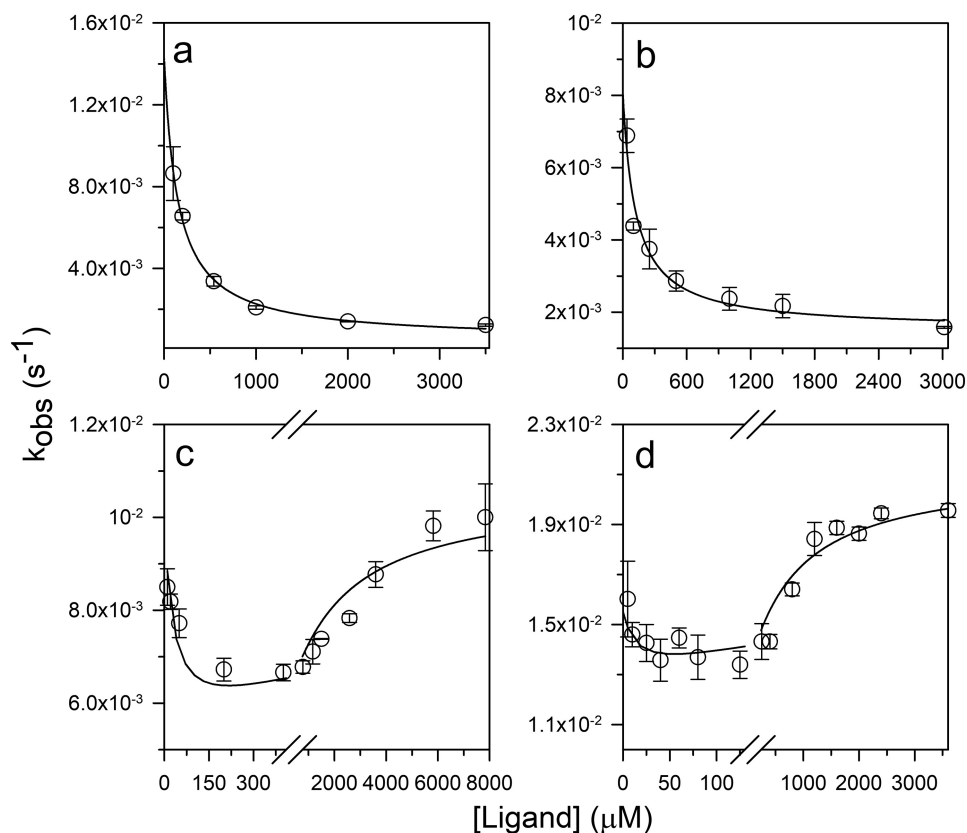 1.6x10⁻² 10⁻²
a b
1.2x10⁻² 8x10⁻³
8.0x10⁻³ 6x10⁻³
4.0x10⁻³ 4x10⁻³
2x10⁻³
0 1000 2000 3000 0 600 1200 1800 2400 3000
kobs (s⁻¹)
1.2x10⁻² 2.3x10⁻²
c d
10⁻² 1.9x10⁻²
8.0x10⁻³ 1.5x10⁻²
6.0x10⁻³ 1.1x10⁻²
0 150 300 2000 4000 6000 8000 0 50 100 1000 2000 3000
[Ligand] (μM)